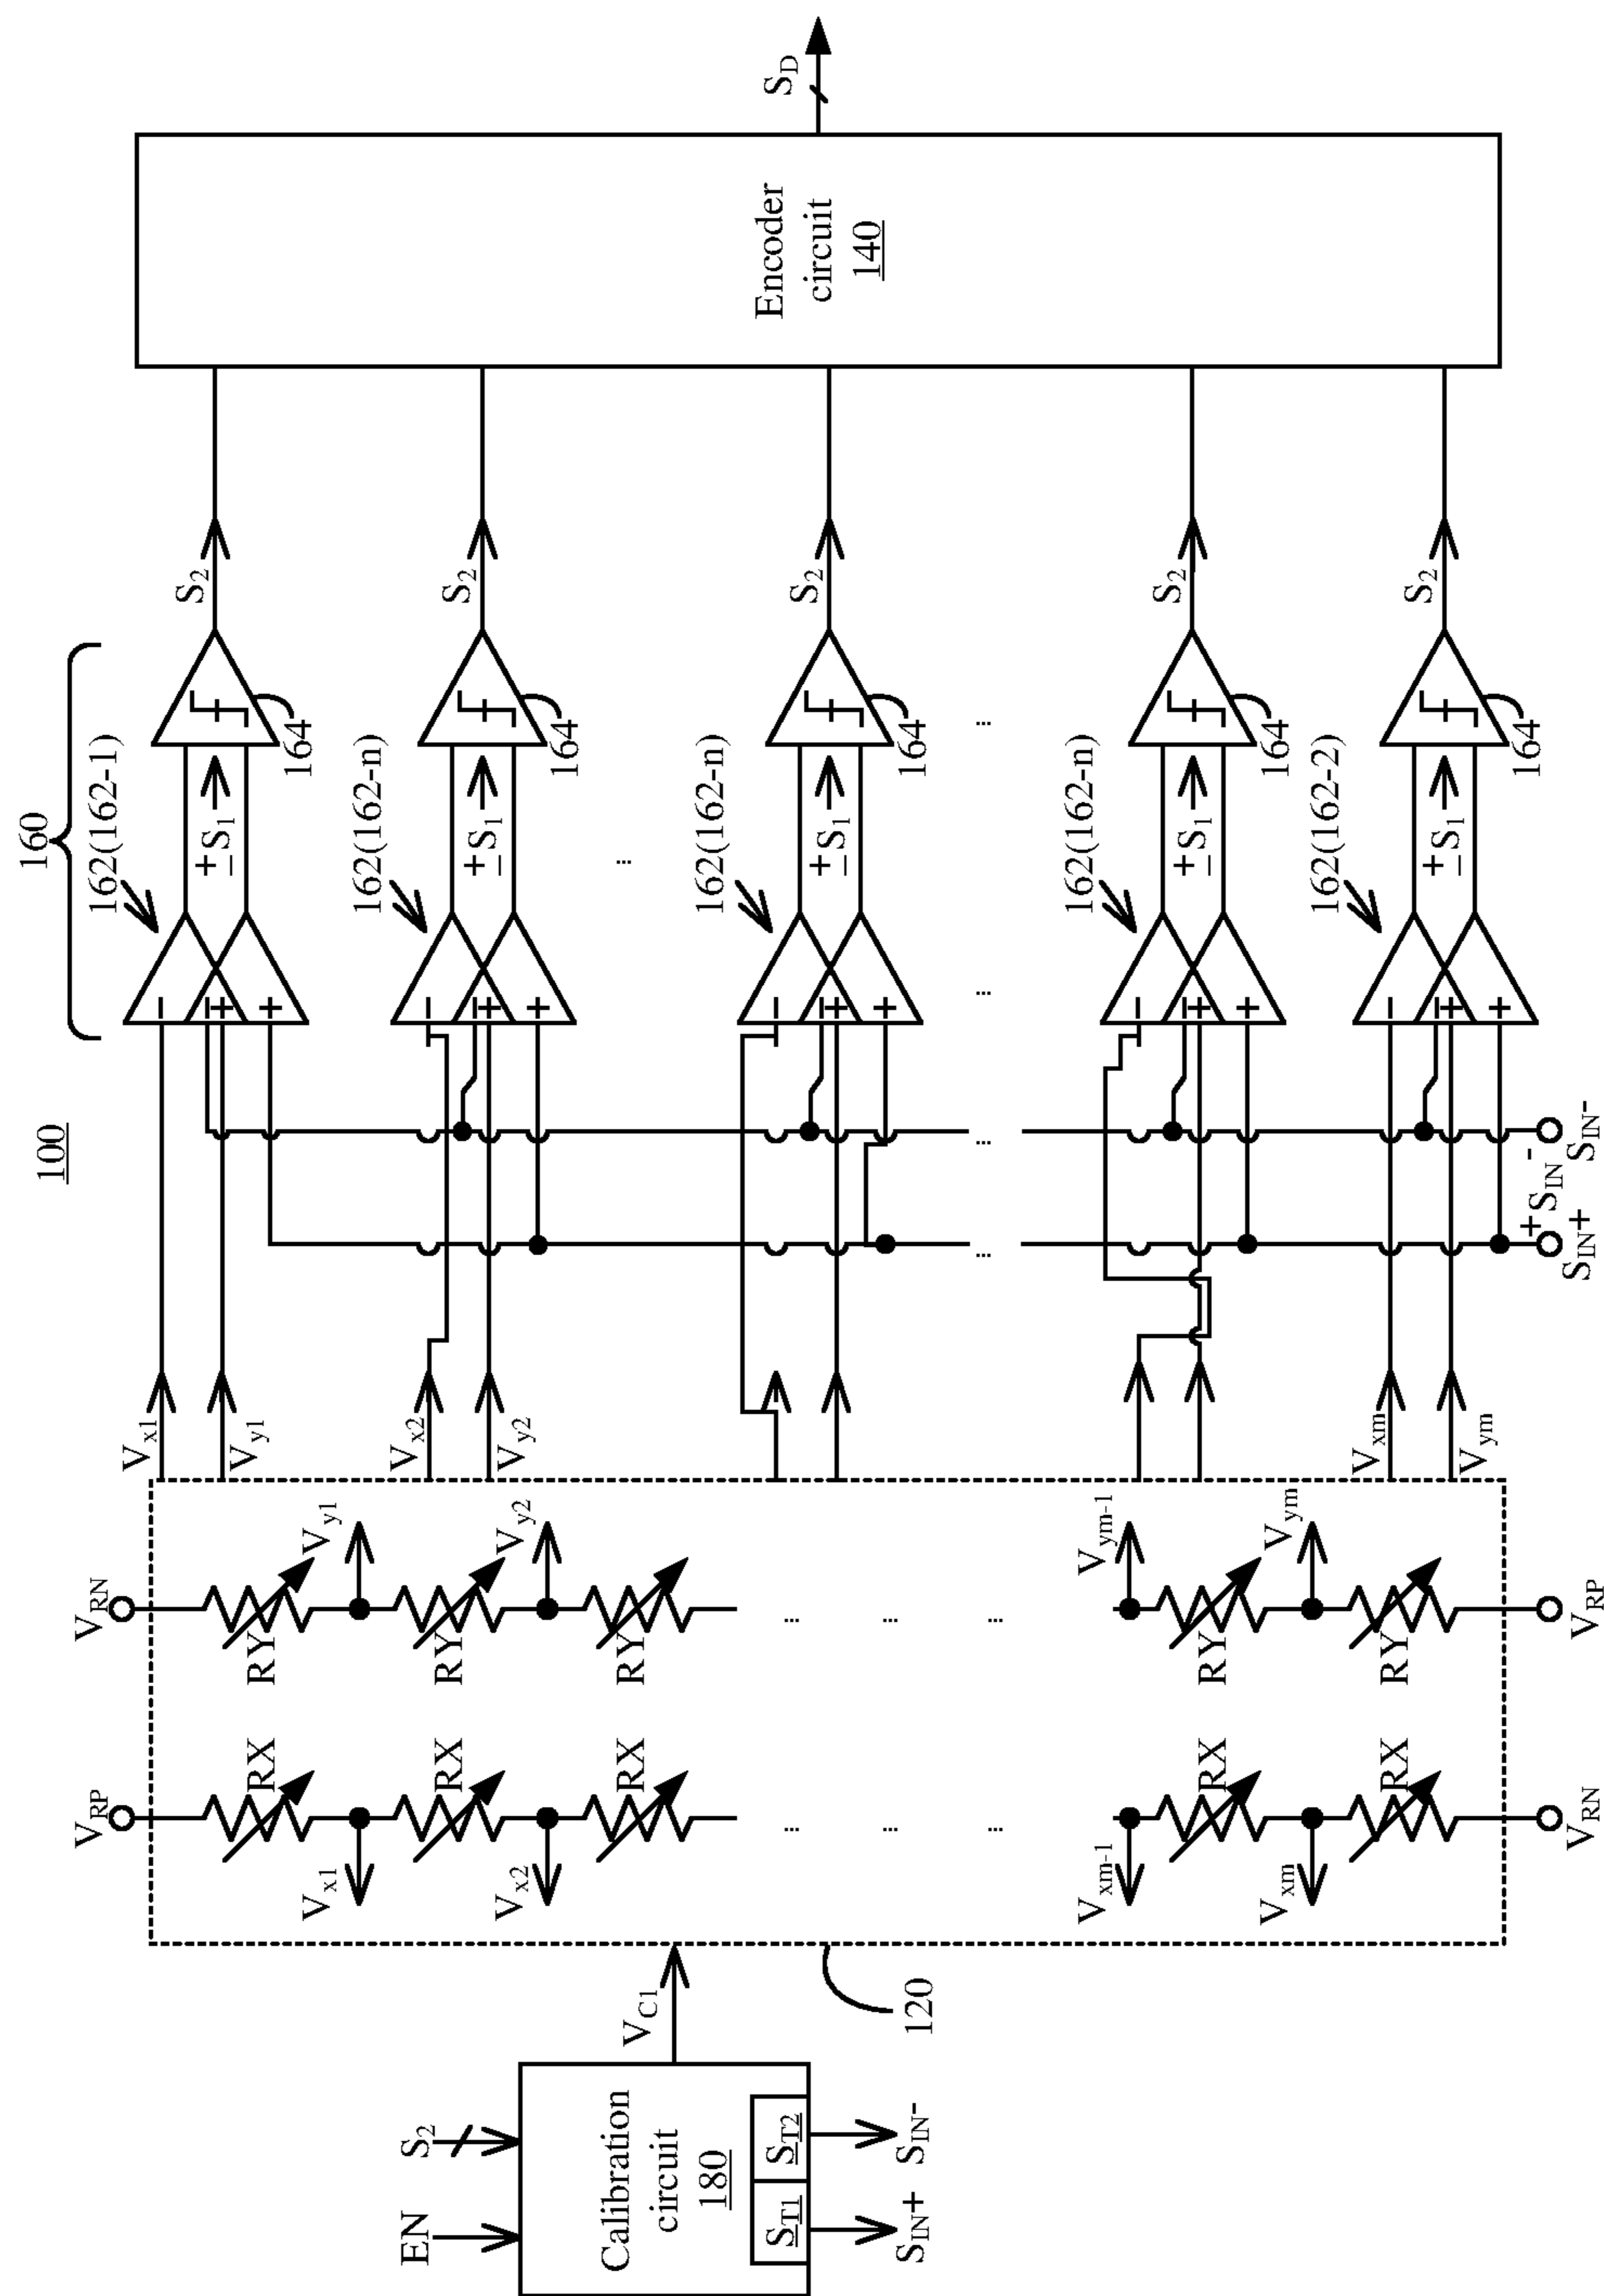 100
160
162(162-1)
162(162-n)
162(162-n)
162(162-n)
162(162-2)
+
-S1
+
-S1
+
-S1
+
-S1
+
-S1
164
164
164
164
164
S2
S2
S2
S2
S2
Encoder
circuit
140
SD
Vx1
Vy1
Vx2
Vy2
Vxm
Vym
SIN-
+SIN-
SIN+
VRN
RY
Vy1
RY
Vy2
RY
...
...
...
Vym-1
RY
Vym
RY
VRP
VRP
RX
Vx1
RX
Vx2
RX
...
...
...
Vxm-1
RX
Vxm
RX
VRN
120
VC1
EN
S2
Calibration
circuit
180
ST1
ST2
SIN+
SIN-